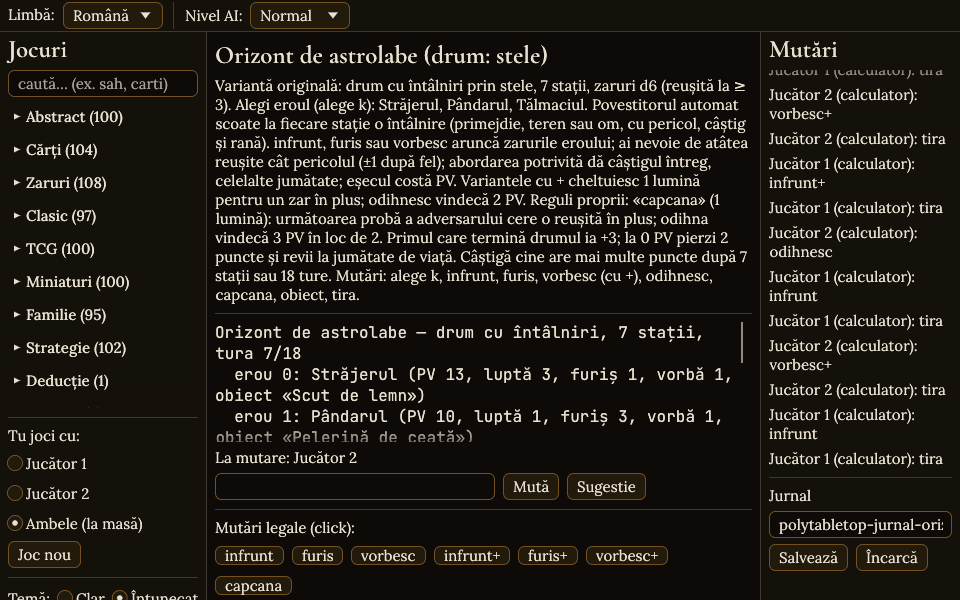 Limbă: Română ▼ Nivel AI: Normal ▼
Jocuri
caută... (ex. sah, carti)
▸ Abstract (100)
▸ Cărți (104)
▸ Zaruri (108)
▸ Clasic (97)
▸ TCG (100)
▸ Miniaturi (100)
▸ Familie (95)
▸ Strategie (102)
▸ Deducție (1)
Tu joci cu:
Jucător 1
Jucător 2
Ambele (la masă)
Joc nou
Temă: Clar Întunecat
Orizont de astrolabe (drum: stele)
Variantă originală: drum cu întâlniri prin stele, 7 stații, zaruri d6 (reușită la ≥
3). Alegi eroul (alege k): Străjerul, Pândarul, Tălmaciul. Povestitorul automat
scoate la fiecare stație o întâlnire (primejdie, teren sau om, cu pericol, câștig
și rană). infrunt, furis sau vorbesc aruncă zarurile eroului; ai nevoie de atâtea
reușite cât pericolul (±1 după fel); abordarea potrivită dă câștigul întreg,
celelalte jumătate; eșecul costă PV. Variantele cu + cheltuiesc 1 lumină
pentru un zar în plus; odihnesc vindecă 2 PV. Reguli proprii: «capcana» (1
lumină): următoarea probă a adversarului cere o reușită în plus; odihna
vindecă 3 PV în loc de 2. Primul care termină drumul ia +3; la 0 PV pierzi 2
puncte și revii la jumătate de viață. Câștigă cine are mai multe puncte după 7
stații sau 18 ture. Mutări: alege k, infrunt, furis, vorbesc (cu +), odihnesc,
capcana, obiect, tira.
Orizont de astrolabe — drum cu întâlniri, 7 stații,
tura 7/18
erou 0: Străjerul (PV 13, luptă 3, furiș 1, vorbă 1,
obiect «Scut de lemn»)
erou 1: Pândarul (PV 10, luptă 1, furiș 3, vorbă 1,
obiect «Pelerină de ceață»)
La mutare: Jucător 2
Mută Sugestie
Mutări legale (click):
infrunt furis vorbesc infrunt+ furis+ vorbesc+
capcana
Mutări
Jucător 1 (calculator): tira
Jucător 2 (calculator):
vorbesc+
Jucător 2 (calculator): tira
Jucător 1 (calculator):
infrunt+
Jucător 1 (calculator): tira
Jucător 2 (calculator):
odihnesc
Jucător 1 (calculator):
infrunt
Jucător 1 (calculator): tira
Jucător 2 (calculator):
vorbesc+
Jucător 2 (calculator): tira
Jucător 1 (calculator):
infrunt
Jucător 1 (calculator): tira
Jurnal
polytabletop-jurnal-ori
Salvează Încarcă